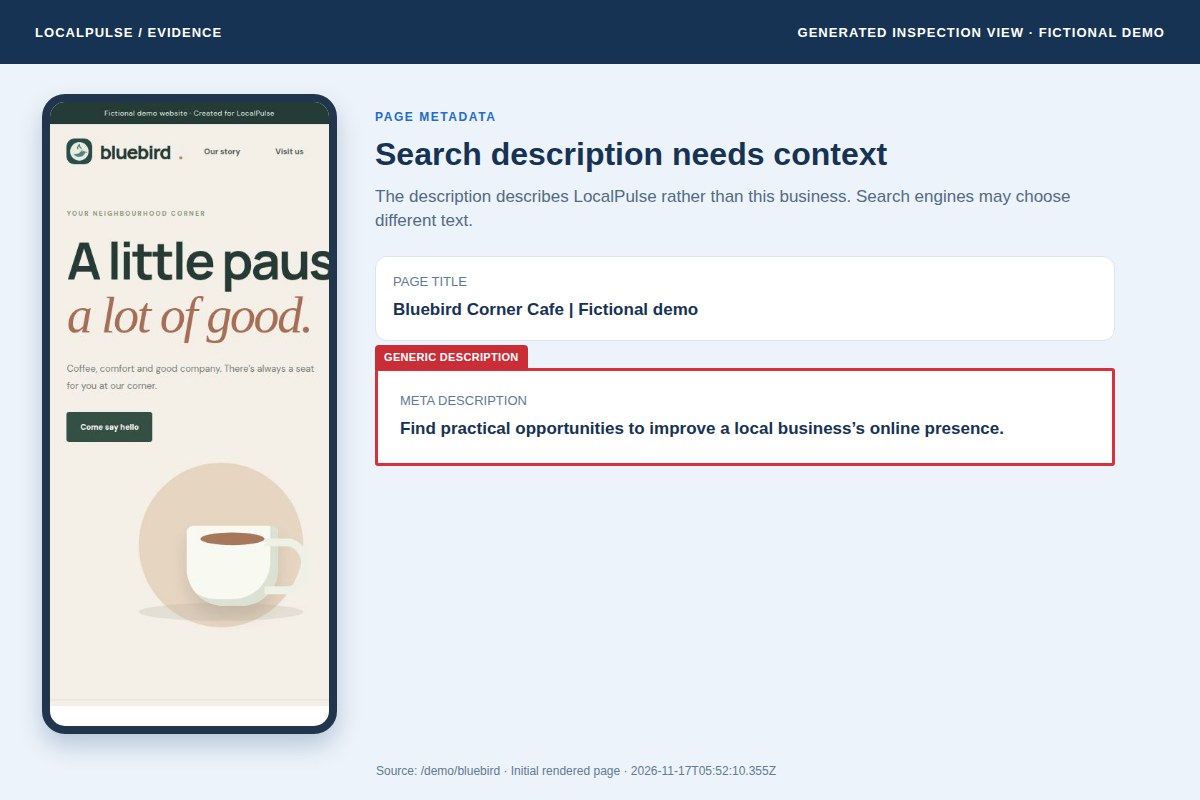 LOCALPULSE / EVIDENCE
GENERATED INSPECTION VIEW · FICTIONAL DEMO
Fictional demo website · Created for LocalPulse
bluebird.
Our story
Visit us
YOUR NEIGHBOURHOOD CORNER
A little paus
a lot of good.
Coffee, comfort and good company. There's always a seat
for you at our corner.
Come say hello
PAGE METADATA
Search description needs context
The description describes LocalPulse rather than this business. Search engines may choose
different text.
PAGE TITLE
Bluebird Corner Cafe | Fictional demo
GENERIC DESCRIPTION
META DESCRIPTION
Find practical opportunities to improve a local business’s online presence.
Source: /demo/bluebird · Initial rendered page · 2026-11-17T05:52:10.355Z